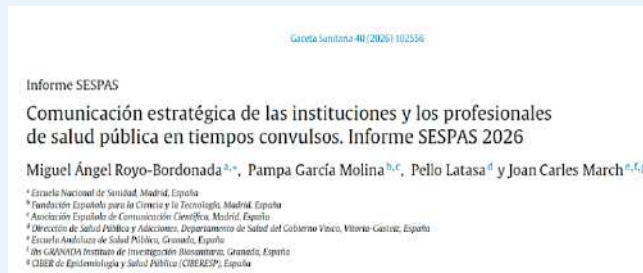 Gaceta Sanitaria 40 (2026) 102556
Informe SESPAS
Comunicación estratégica de las instituciones y los profesionales
de salud pública en tiempos convulsos. Informe SESPAS 2026
Miguel Ángel Royo-Bordonada a,*, Pampa García Molina b,c, Pello Latasa d y Joan Carles March e,f,g
a Escuela Nacional de Sanidad, Madrid, España
b Fundación Española para la Ciencia y la Tecnología, Madrid, España
c Asociación Española de Comunicación Científica, Madrid, España
d Dirección de Salud Pública y Adicciones, Departamento de Salud del Gobierno Vasco, Vitoria-Gasteiz, España
e Escuela Andaluza de Salud Pública, Granada, España
f ibs GRANADA Instituto de Investigación Biosanitaria, Granada, España
g CIBER de Epidemiología y Salud Pública (CIBERESP), España